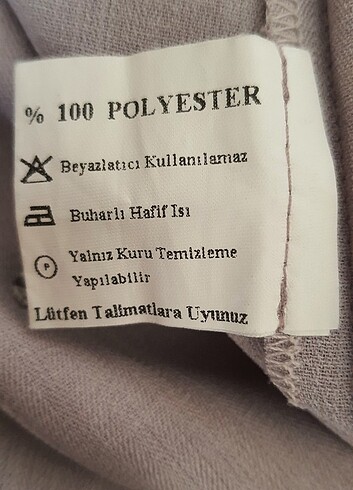 % 100 POLYESTER
Beyazlatıcı Kullanılamaz
Buharlı Hafif Isı
P
Yalnız Kuru Temizleme
Yapılabilir
Lütfen Talimatlara Uyunuz